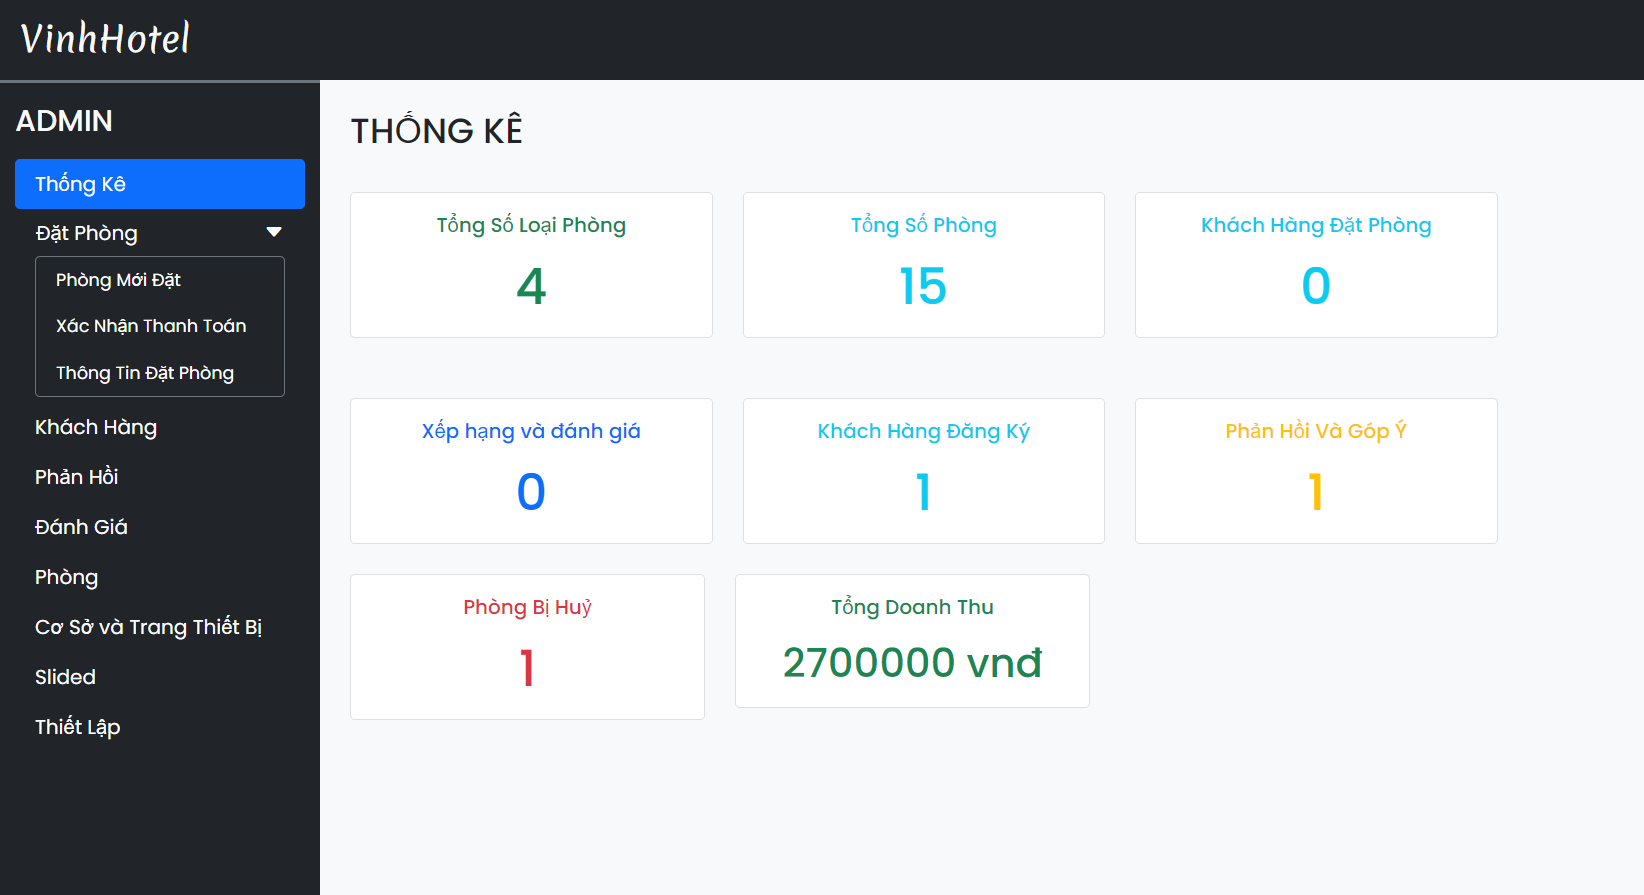 VinhHotel
ADMIN
Thống Kê
Đặt Phòng
Phòng Mới Đặt
Xác Nhận Thanh Toán
Thông Tin Đặt Phòng
Khách Hàng
Phản Hồi
Đánh Giá
Phòng
Cơ Sở và Trang Thiết Bị
Slided
Thiết Lập
THỐNG KÊ
Tổng Số Loại Phòng
4
Tổng Số Phòng
15
Khách Hàng Đặt Phòng
0
Xếp hạng và đánh giá
0
Khách Hàng Đăng Ký
1
Phản Hồi Và Góp Ý
1
Phòng Bị Huỷ
1
Tổng Doanh Thu
2700000 vnđ